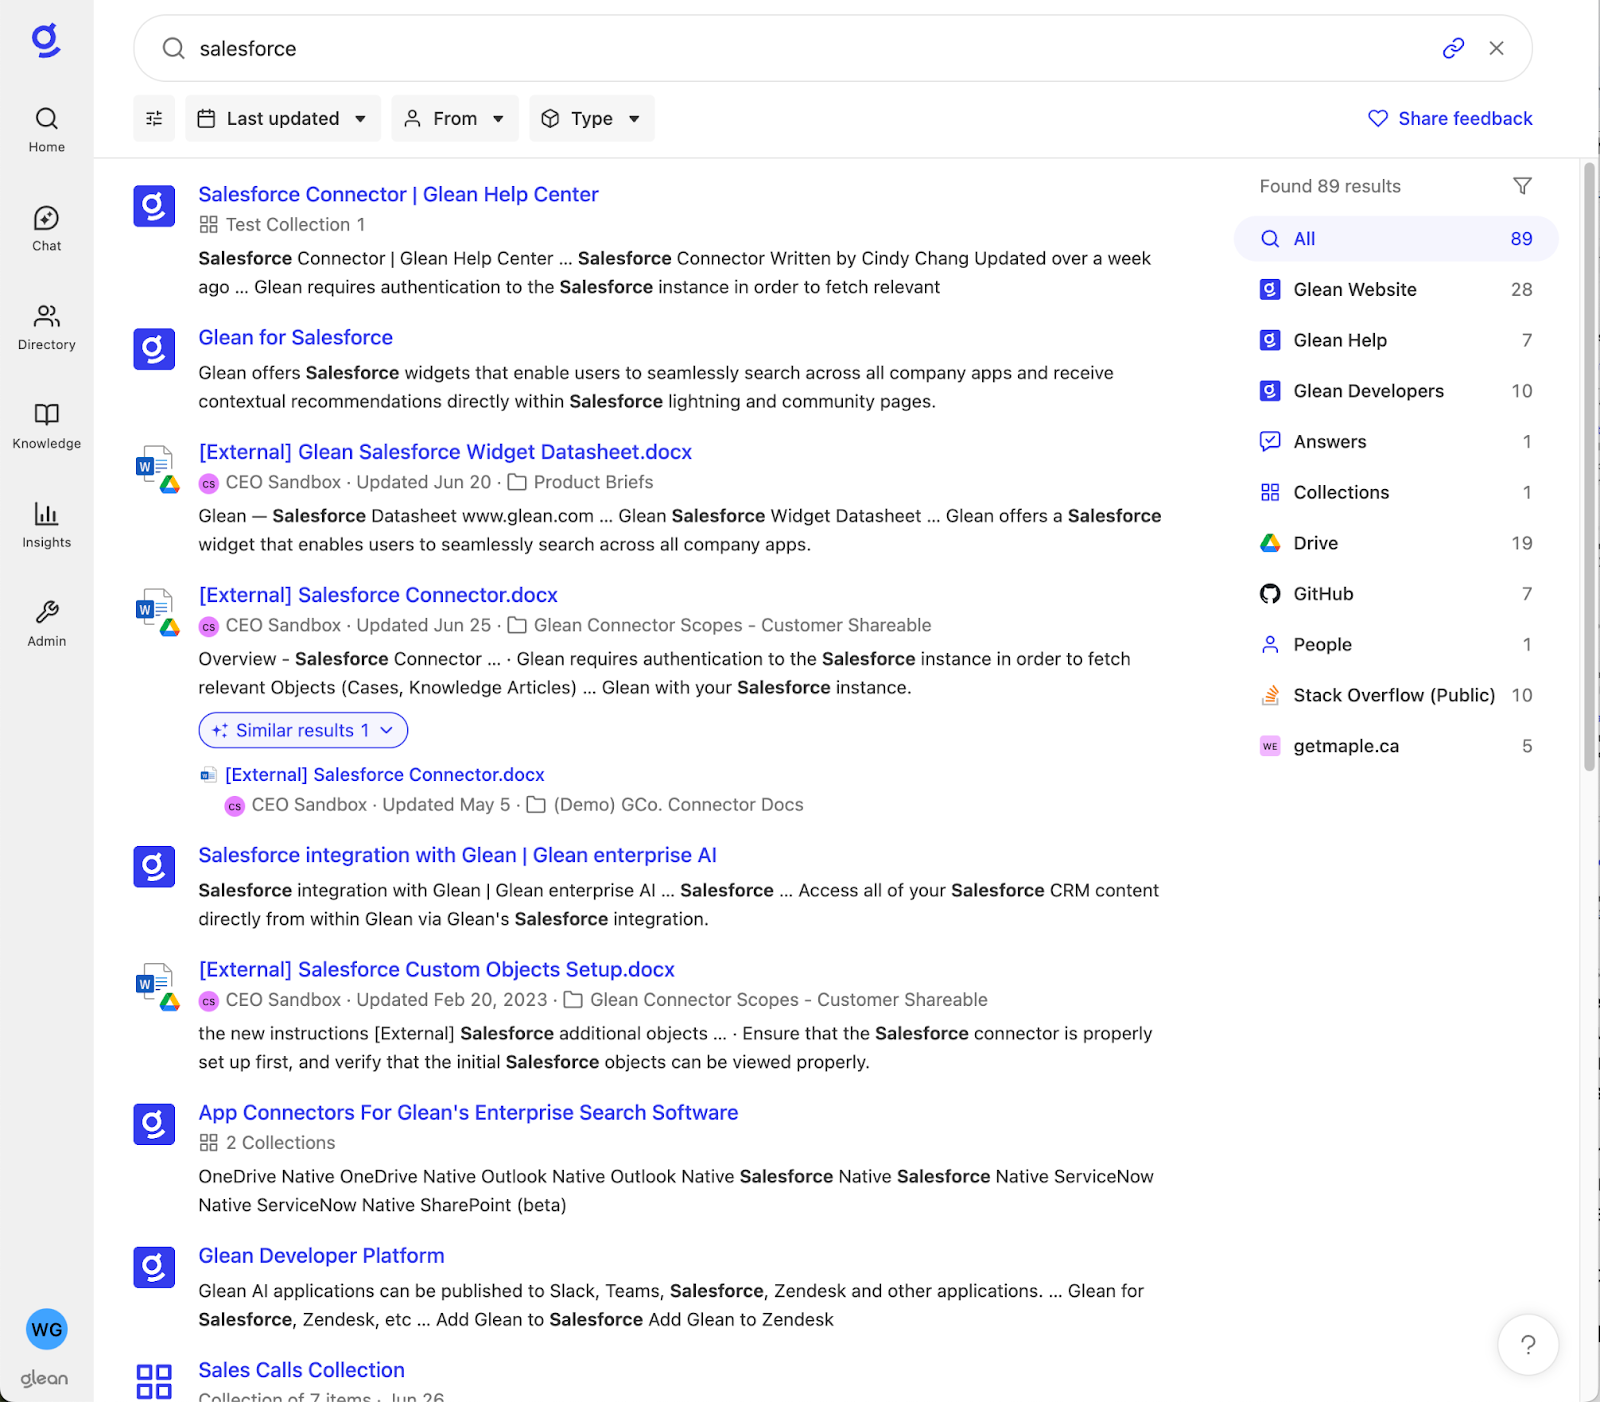 salesforce
Last updated
From
Type
Share feedback
Home
Chat
Directory
Knowledge
Insights
Admin
WG
glean
Salesforce Connector | Glean Help Center
Test Collection 1
Salesforce Connector | Glean Help Center ... Salesforce Connector Written by Cindy Chang Updated over a week
ago ... Glean requires authentication to the Salesforce instance in order to fetch relevant
Glean for Salesforce
Glean offers Salesforce widgets that enable users to seamlessly search across all company apps and receive
contextual recommendations directly within Salesforce lightning and community pages.
W
[External] Glean Salesforce Widget Datasheet.docx
CS CEO Sandbox · Updated Jun 20 · Product Briefs
Glean — Salesforce Datasheet www.glean.com ... Glean Salesforce Widget Datasheet ... Glean offers a Salesforce
widget that enables users to seamlessly search across all company apps.
W
[External] Salesforce Connector.docx
CS CEO Sandbox · Updated Jun 25 · Glean Connector Scopes - Customer Shareable
Overview - Salesforce Connector ... · Glean requires authentication to the Salesforce instance in order to fetch
relevant Objects (Cases, Knowledge Articles) ... Glean with your Salesforce instance.
Similar results 1
W [External] Salesforce Connector.docx
CS CEO Sandbox · Updated May 5 · (Demo) GCo. Connector Docs
Salesforce integration with Glean | Glean enterprise AI
Salesforce integration with Glean | Glean enterprise AI ... Salesforce ... Access all of your Salesforce CRM content
directly from within Glean via Glean's Salesforce integration.
W
[External] Salesforce Custom Objects Setup.docx
CS CEO Sandbox · Updated Feb 20, 2023 · Glean Connector Scopes - Customer Shareable
the new instructions [External] Salesforce additional objects ... · Ensure that the Salesforce connector is properly
set up first, and verify that the initial Salesforce objects can be viewed properly.
App Connectors For Glean's Enterprise Search Software
2 Collections
OneDrive Native OneDrive Native Outlook Native Outlook Native Salesforce Native Salesforce Native ServiceNow
Native ServiceNow Native SharePoint (beta)
Glean Developer Platform
Glean AI applications can be published to Slack, Teams, Salesforce, Zendesk and other applications. ... Glean for
Salesforce, Zendesk, etc ... Add Glean to Salesforce Add Glean to Zendesk
Sales Calls Collection
Collection of 7 items · Jun 26
Found 89 results
All 89
Glean Website 28
Glean Help 7
Glean Developers 10
Answers 1
Collections 1
Drive 19
GitHub 7
People 1
Stack Overflow (Public) 10
WE getmaple.ca 5
?